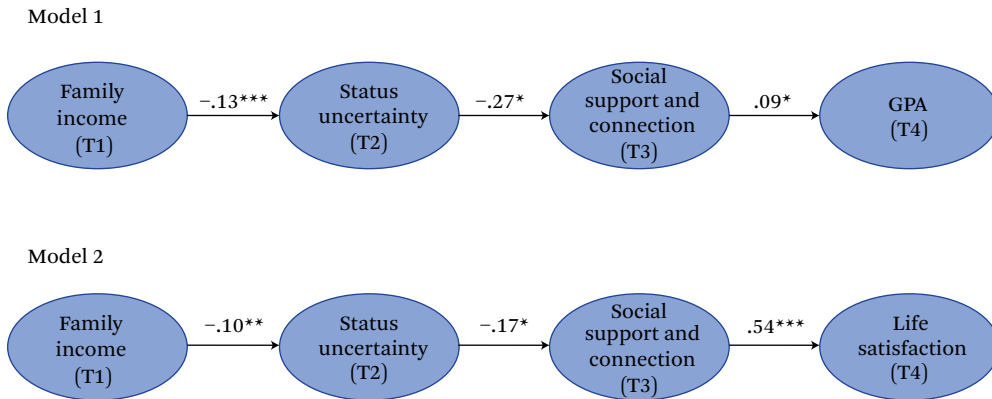 Model 1
Family
income
(T1)
−.13***
Status
uncertainty
(T2)
−.27*
Social
support and
connection
(T3)
.09*
GPA
(T4)
Model 2
Family
income
(T1)
−.10**
Status
uncertainty
(T2)
−.17*
Social
support and
connection
(T3)
.54***
Life
satisfaction
(T4)